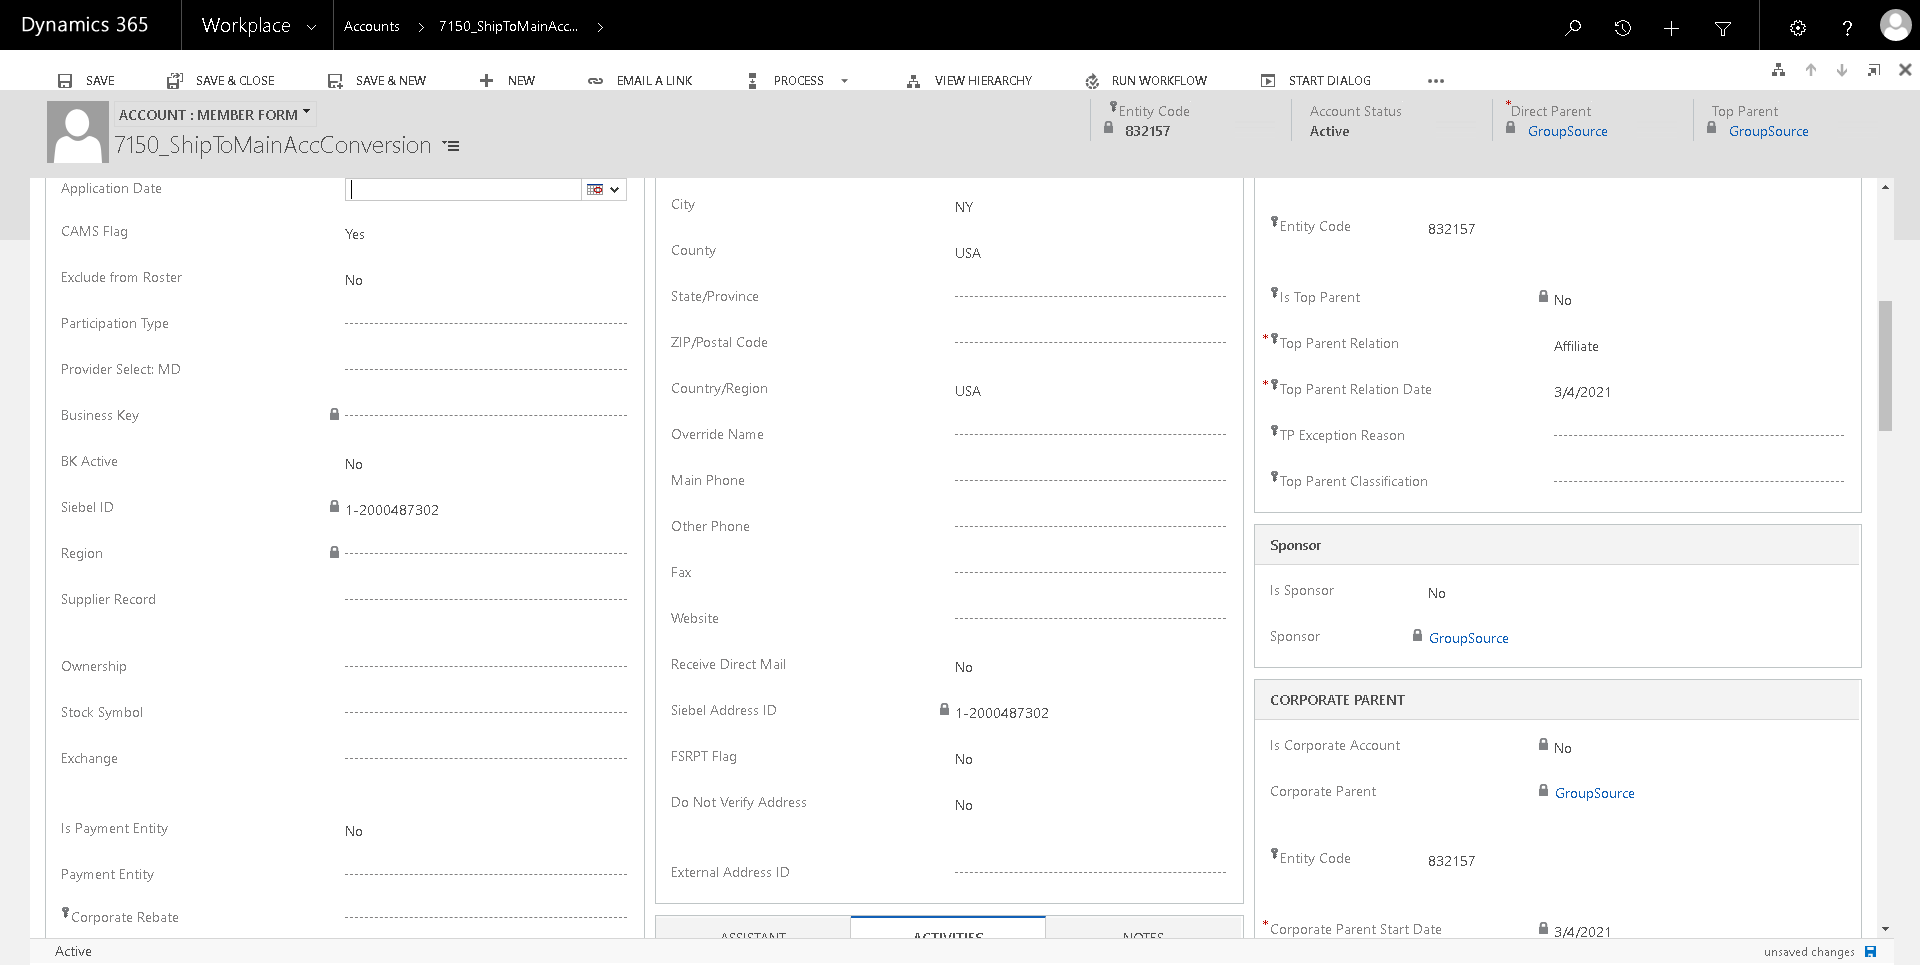 Dynamics 365
Workplace
Accounts
7150_ShipToMainAcc...
SAVE
SAVE & CLOSE
SAVE & NEW
NEW
EMAIL A LINK
PROCESS
VIEW HIERARCHY
RUN WORKFLOW
START DIALOG
ACCOUNT : MEMBER FORM
7150_ShipToMainAccConversion
Entity Code
832157
Account Status
Active
*Direct Parent
GroupSource
Top Parent
GroupSource
Application Date
CAMS Flag Yes
Exclude from Roster No
Participation Type
Provider Select: MD
Business Key
BK Active No
Siebel ID 1-2000487302
Region
Supplier Record
Ownership
Stock Symbol
Exchange
Is Payment Entity No
Payment Entity
Corporate Rebate
City NY
County USA
State/Province
ZIP/Postal Code
Country/Region USA
Override Name
Main Phone
Other Phone
Fax
Website
Receive Direct Mail No
Siebel Address ID 1-2000487302
FSRPT Flag No
Do Not Verify Address No
External Address ID
ASSISTANT ACTIVITIES NOTES
Entity Code 832157
Is Top Parent No
*Top Parent Relation Affiliate
*Top Parent Relation Date 3/4/2021
TP Exception Reason
Top Parent Classification
Sponsor
Is Sponsor No
Sponsor GroupSource
CORPORATE PARENT
Is Corporate Account No
Corporate Parent GroupSource
Entity Code 832157
*Corporate Parent Start Date 3/4/2021
Active
unsaved changes